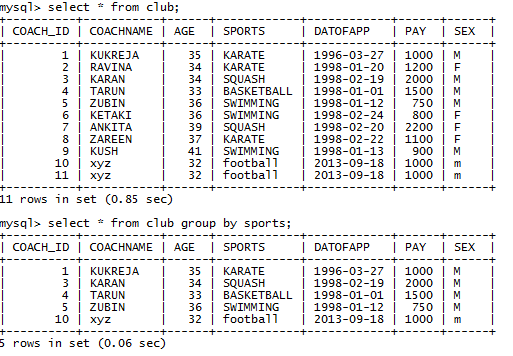 mysql> select * from club;
+----------+-----------+------+------------+------------+------+------+
| COACH_ID | COACHNAME | AGE | SPORTS | DATOFAPP | PAY | SEX |
+----------+-----------+------+------------+------------+------+------+
| 1 | KUKREJA | 35 | KARATE | 1996-03-27 | 1000 | M |
| 2 | RAVINA | 34 | KARATE | 1998-01-20 | 1200 | F |
| 3 | KARAN | 34 | SQUASH | 1998-02-19 | 2000 | M |
| 4 | TARUN | 33 | BASKETBALL | 1998-01-01 | 1500 | M |
| 5 | ZUBIN | 36 | SWIMMING | 1998-01-12 | 750 | M |
| 6 | KETAKI | 36 | SWIMMING | 1998-02-24 | 800 | F |
| 7 | ANKITA | 39 | SQUASH | 1998-02-20 | 2200 | F |
| 8 | ZAREEN | 37 | KARATE | 1998-02-22 | 1100 | F |
| 9 | KUSH | 41 | SWIMMING | 1998-01-13 | 900 | M |
| 10 | xyz | 32 | football | 2013-09-18 | 1000 | m |
| 11 | xyz | 32 | football | 2013-09-18 | 1000 | m |
+----------+-----------+------+------------+------------+------+------+
11 rows in set (0.85 sec)
mysql> select * from club group by sports;
+----------+-----------+------+------------+------------+------+------+
| COACH_ID | COACHNAME | AGE | SPORTS | DATOFAPP | PAY | SEX |
+----------+-----------+------+------------+------------+------+------+
| 1 | KUKREJA | 35 | KARATE | 1996-03-27 | 1000 | M |
| 3 | KARAN | 34 | SQUASH | 1998-02-19 | 2000 | M |
| 4 | TARUN | 33 | BASKETBALL | 1998-01-01 | 1500 | M |
| 5 | ZUBIN | 36 | SWIMMING | 1998-01-12 | 750 | M |
| 10 | xyz | 32 | football | 2013-09-18 | 1000 | m |
+----------+-----------+------+------------+------------+------+------+
5 rows in set (0.06 sec)